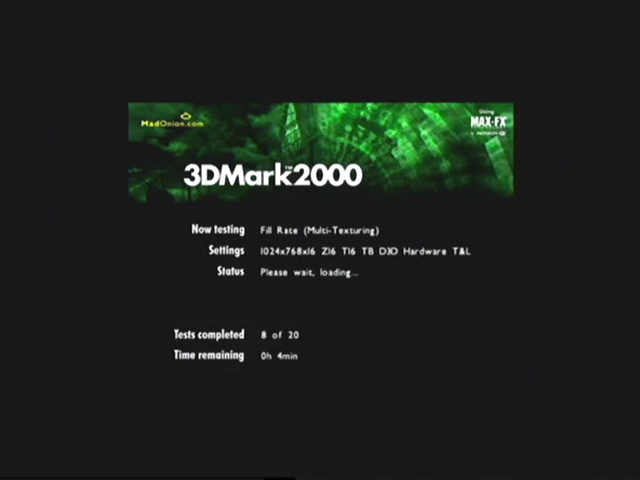 MadOnion.com
Using
MAX-FX
3DMark™2000
Now testing Fill Rate (Multi-Texturing)
Settings 1024x768x16 Z16 T16 TB D3D Hardware T&L
Status Please wait, loading...
Tests completed 8 of 20
Time remaining 0h 4min